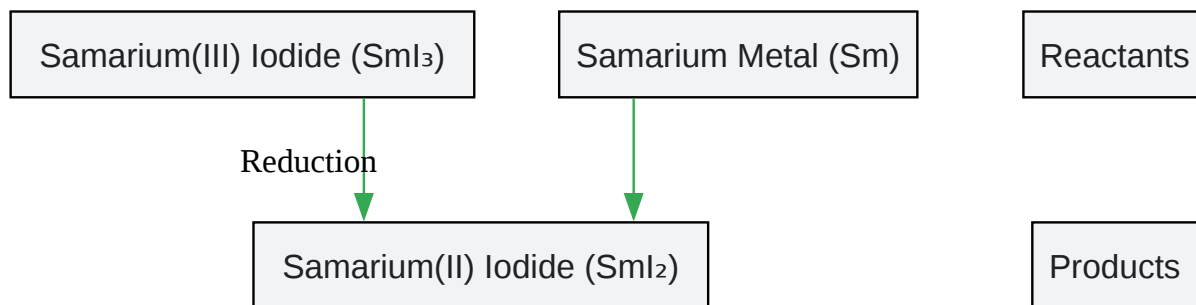 Samarium(III) Iodide (SmI₃)
Samarium Metal (Sm)
Reactants
Reduction
Samarium(II) Iodide (SmI₂)
Products